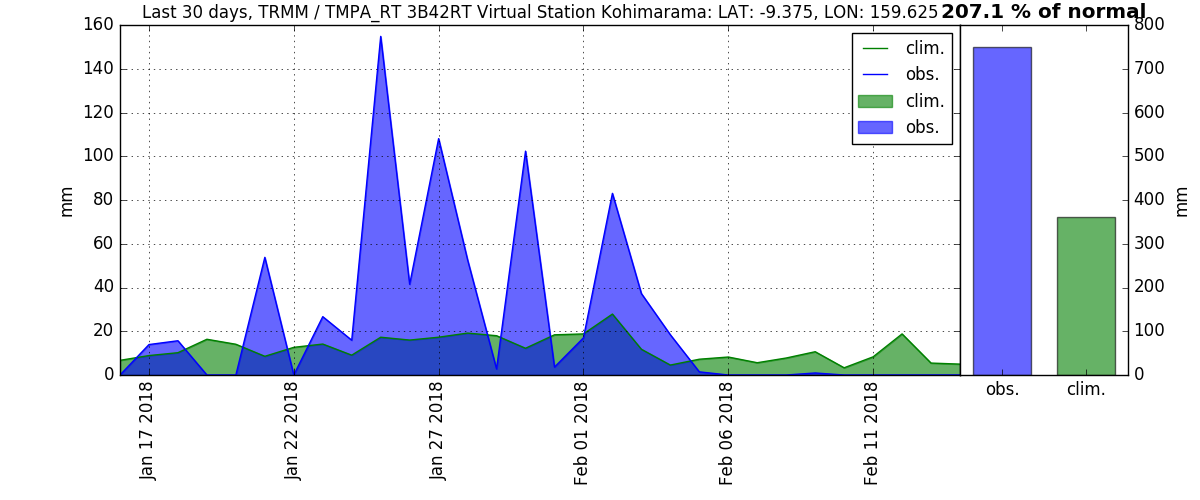 Last 30 days, TRMM / TMPA_RT 3B42RT Virtual Station Kohimarama: LAT: -9.375, LON: 159.625
207.1 % of normal
160
140
120
100
80
60
40
20
0
mm
clim.
obs.
clim.
obs.
Jan 17 2018
Jan 22 2018
Jan 27 2018
Feb 01 2018
Feb 06 2018
Feb 11 2018
800
700
600
500
400
300
200
100
0
mm
obs.
clim.